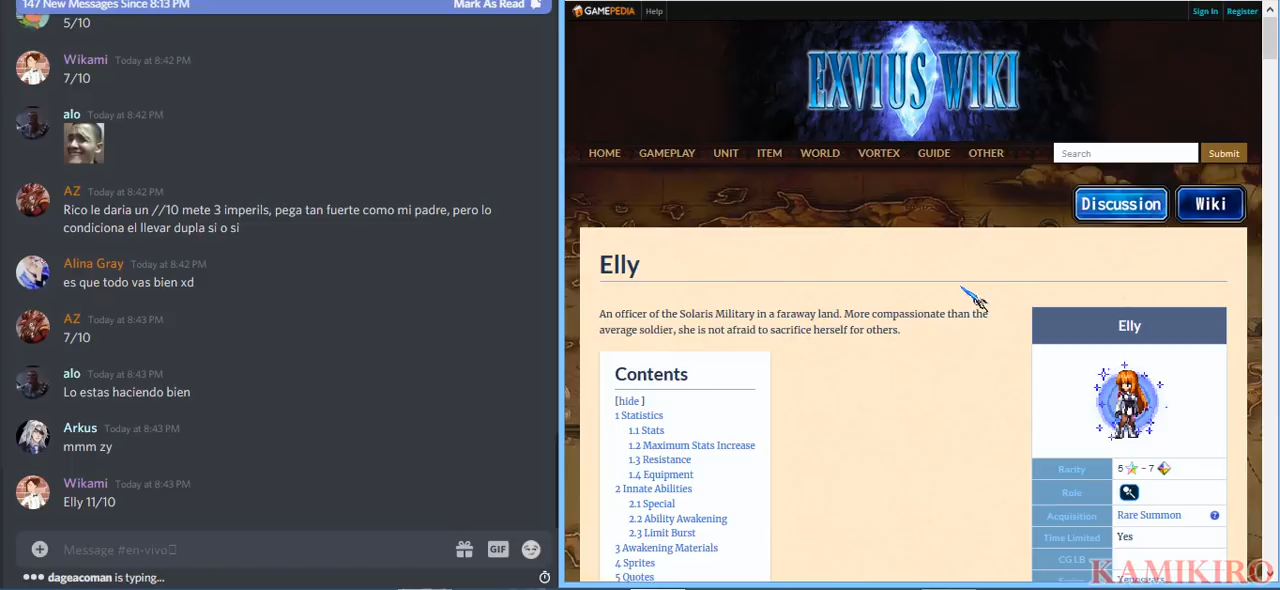 147 New Messages Since 8:13 PM
Mark As Read
5/10
Wikami Today at 8:42 PM
7/10
alo Today at 8:42 PM
AZ Today at 8:42 PM
Rico le daria un //10 mete 3 imperils, pega tan fuerte como mi padre, pero lo
condiciona el llevar dupla si o si
Alina Gray Today at 8:42 PM
es que todo vas bien xd
AZ Today at 8:43 PM
7/10
alo Today at 8:43 PM
Lo estas haciendo bien
Arkus Today at 8:43 PM
mmm zy
Wikami Today at 8:43 PM
Elly 11/10
Message #en-vivo
GIF
dageacoman is typing...
GAMEPEDIA Help
Sign In Register
EXVIUS WIKI
HOME GAMEPLAY UNIT ITEM WORLD VORTEX GUIDE OTHER
Search Submit
Discussion Wiki
Elly
An officer of the Solaris Military in a faraway land. More compassionate than the
average soldier, she is not afraid to sacrifice herself for others.
Contents
[hide ]
1 Statistics
1.1 Stats
1.2 Maximum Stats Increase
1.3 Resistance
1.4 Equipment
2 Innate Abilities
2.1 Special
2.2 Ability Awakening
2.3 Limit Burst
3 Awakening Materials
4 Sprites
5 Quotes
Elly
Rarity 5 - 7
Role
Acquisition Rare Summon ?
Time Limited Yes
CG LB
KAMIKIRO